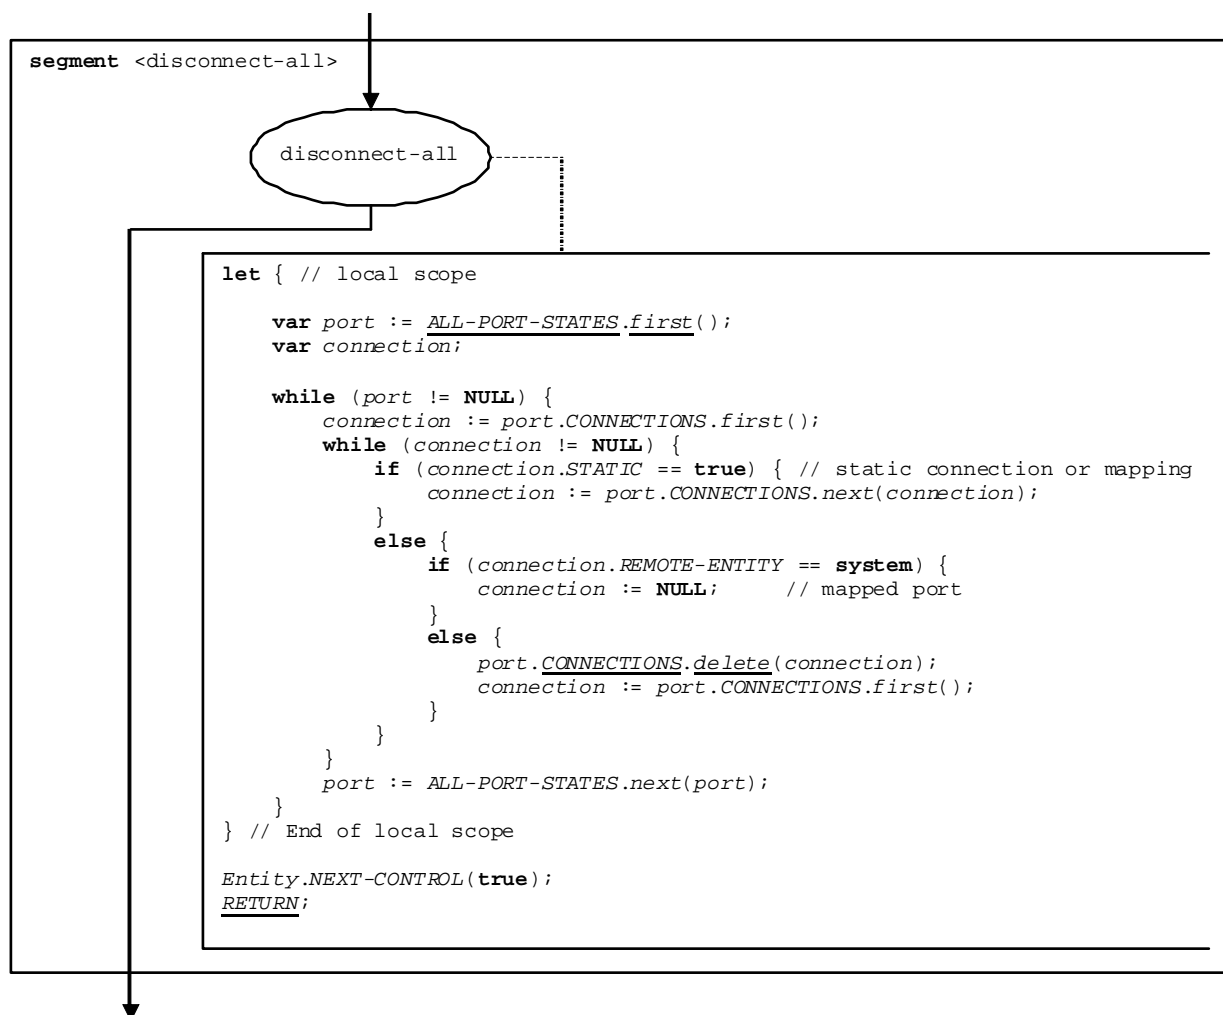 segment <disconnect-all>
disconnect-all
let { // local scope
var port := ALL-PORT-STATES.first();
var connection;
while (port != NULL) {
connection := port.CONNECTIONS.first();
while (connection != NULL) {
if (connection.STATIC == true) { // static connection or mapping
connection := port.CONNECTIONS.next(connection);
}
else {
if (connection.REMOTE-ENTITY == system) {
connection := NULL; // mapped port
}
else {
port.CONNECTIONS.delete(connection);
connection := port.CONNECTIONS.first();
}
}
}
port := ALL-PORT-STATES.next(port);
}
} // End of local scope
Entity.NEXT-CONTROL(true);
RETURN;